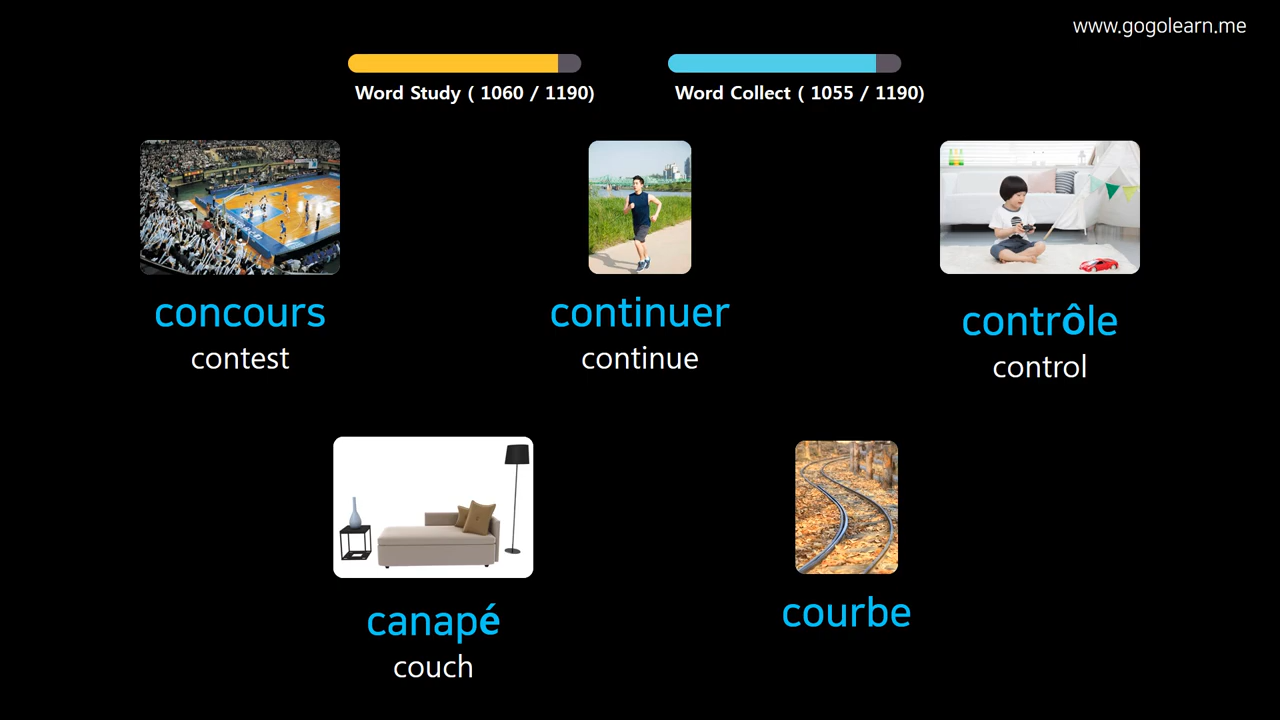 www.gogolearn.me
Word Study ( 1060 / 1190)
Word Collect ( 1055 / 1190)
concours
contest
continuer
continue
contrôle
control
canapé
couch
courbe